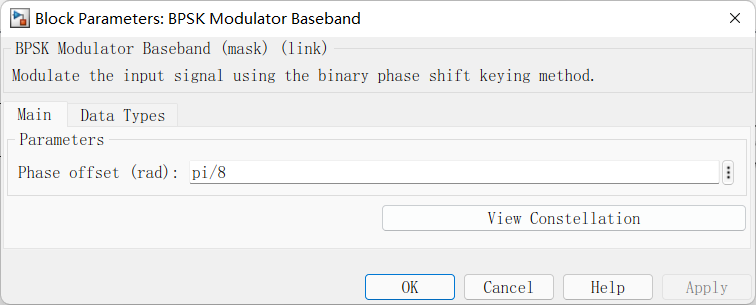 Block Parameters: BPSK Modulator Baseband
BPSK Modulator Baseband (mask) (link)
Modulate the input signal using the binary phase shift keying method.
Main Data Types
Parameters
Phase offset (rad): pi/8
View Constellation
OK Cancel Help Apply